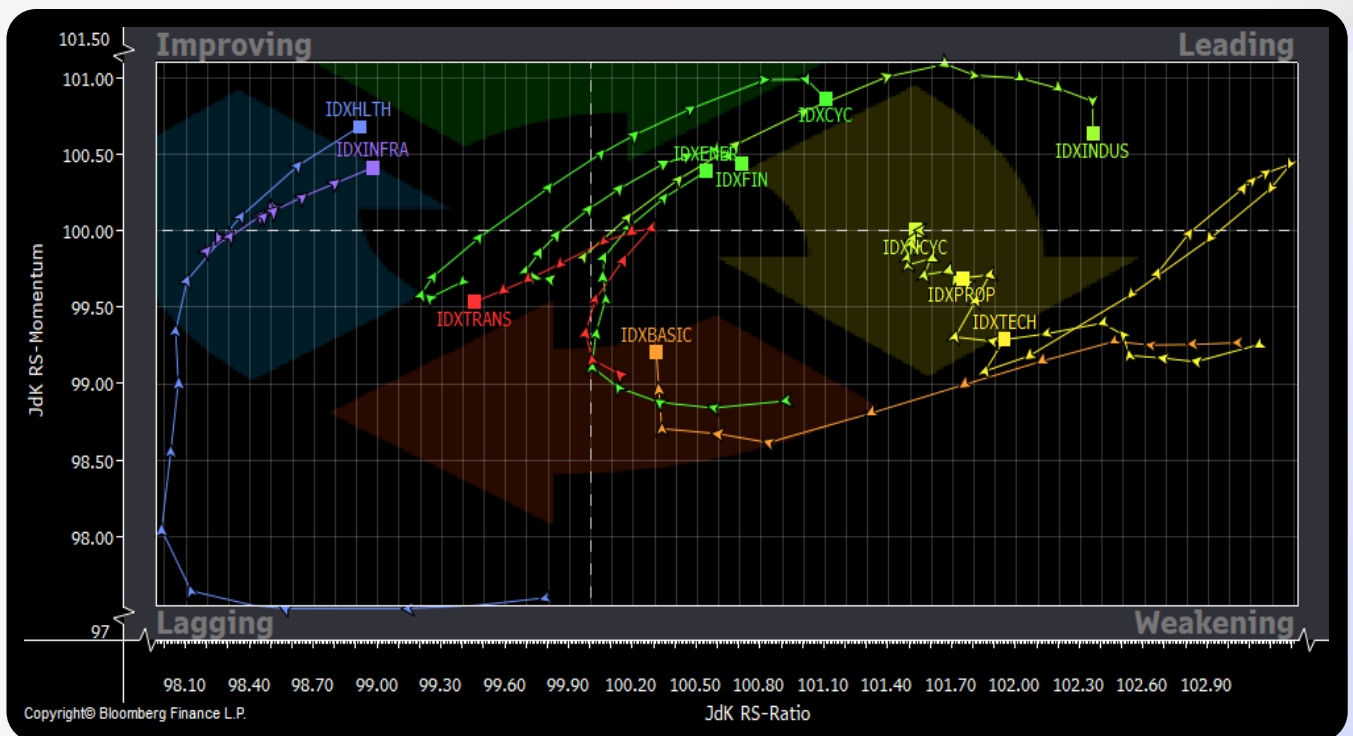 Improving
Leading
101.50
101.00
100.50
100.00
99.50
99.00
98.50
98.00
97
JdK RS-Momentum
IDXHLTH
IDXINFRA
IDXCYC
IDXENER
IDXFIN
IDXINDUS
IDXNCYC
IDXPROP
IDXTECH
IDXTRANS
IDXBASIC
Lagging
Weakening
98.10 98.40 98.70 99.00 99.30 99.60 99.90 100.20 100.50 100.80 101.10 101.40 101.70 102.00 102.30 102.60 102.90
Copyright© Bloomberg Finance L.P.
JdK RS-Ratio